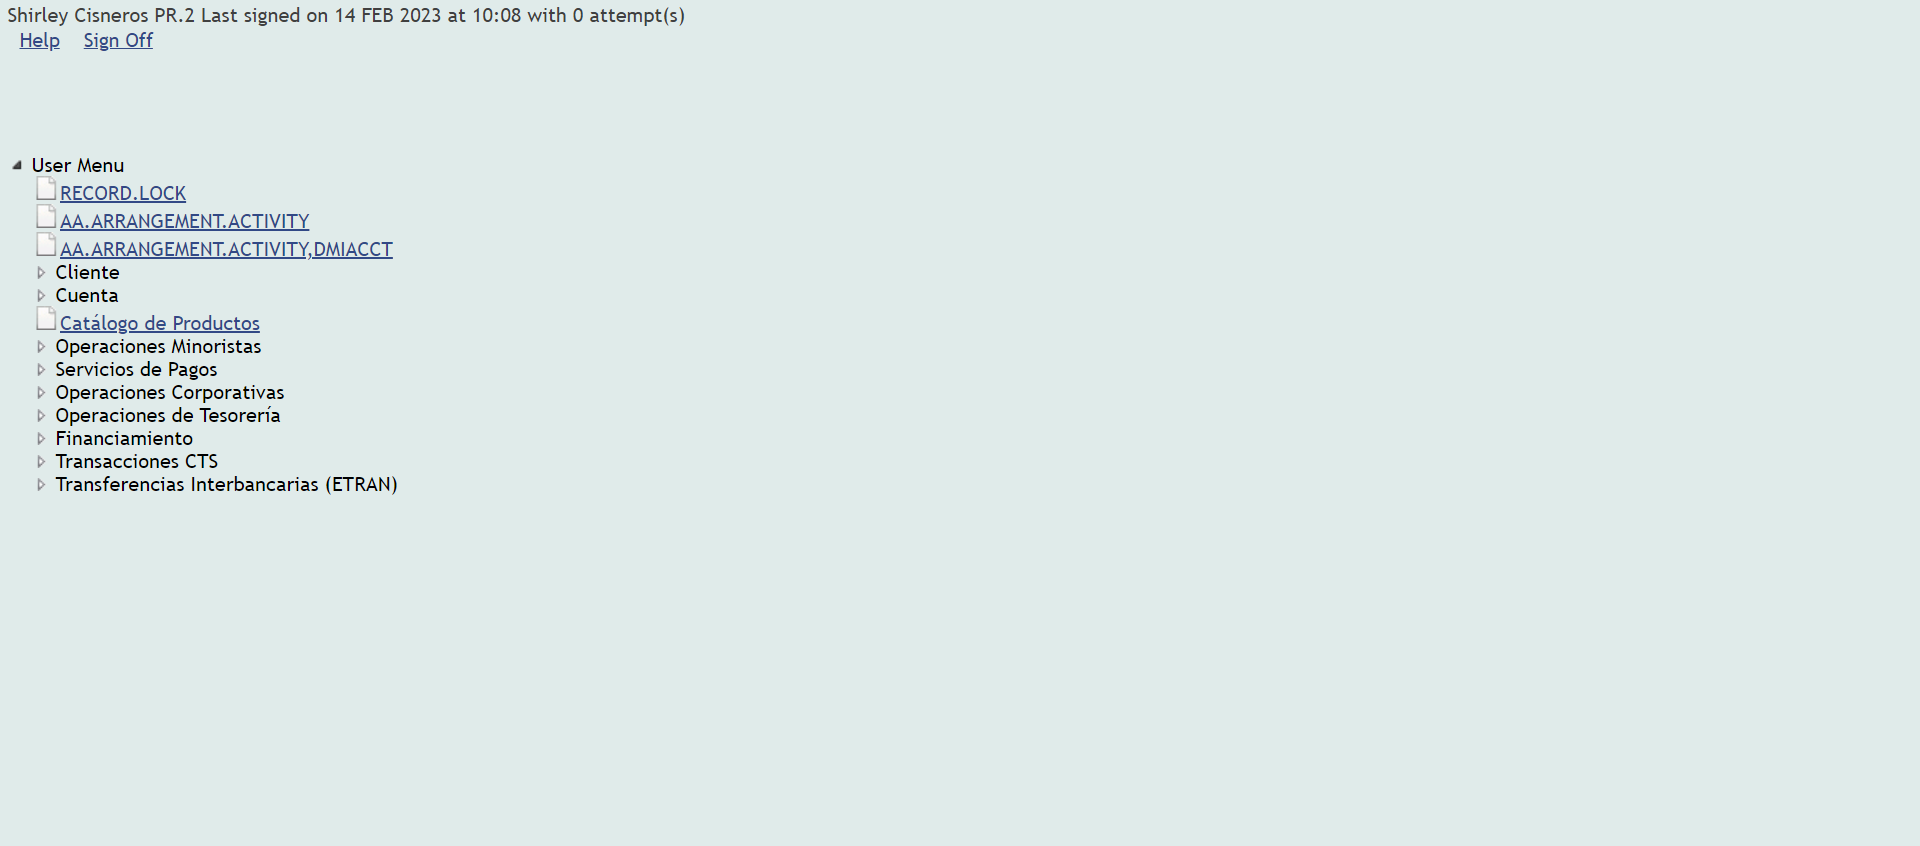 Shirley Cisneros PR.2 Last signed on 14 FEB 2023 at 10:08 with 0 attempt(s)
Help Sign Off
User Menu
RECORD.LOCK
AA.ARRANGEMENT.ACTIVITY
AA.ARRANGEMENT.ACTIVITY,DMIACCT
Cliente
Cuenta
Catálogo de Productos
Operaciones Minoristas
Servicios de Pagos
Operaciones Corporativas
Operaciones de Tesorería
Financiamiento
Transacciones CTS
Transferencias Interbancarias (ETRAN)